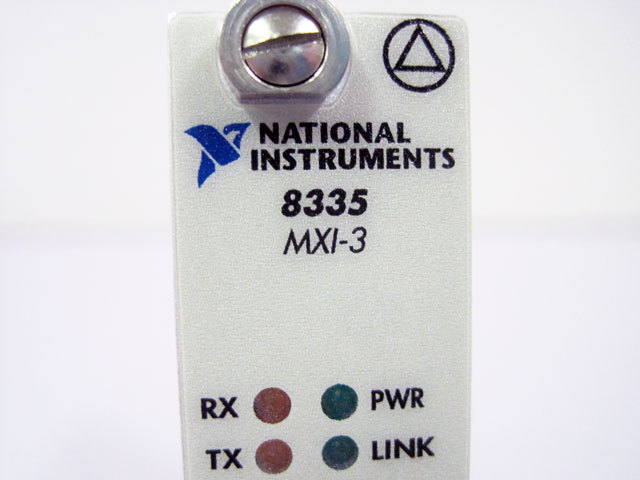 NATIONAL
INSTRUMENTS
8335
MXI-3
RX PWR
TX LINK